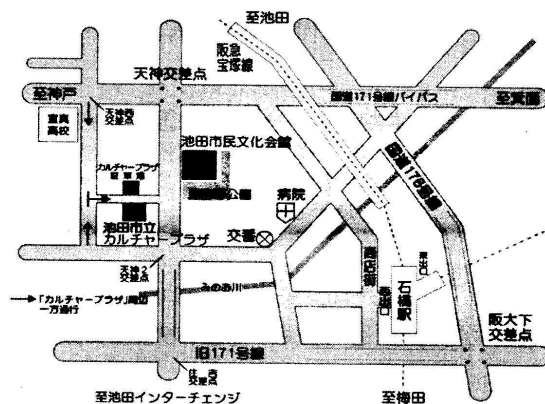 至池田
阪急
宝塚線
天神交差点
至神戸
国道171号線バイパス
至箕面
天神西
交差点
宣真
高校
池田市民文化会館
カルチャープラザ
駐車場
国道176号線
病院
池田市立
カルチャープラザ
交番
天神2
交差点
みのお川
商店街
東出口
石橋駅
西出口
「カルチャープラザ」周辺
一方通行
阪大下
交差点
旧171号線
住吉
交差点
至池田インターチェンジ
至梅田